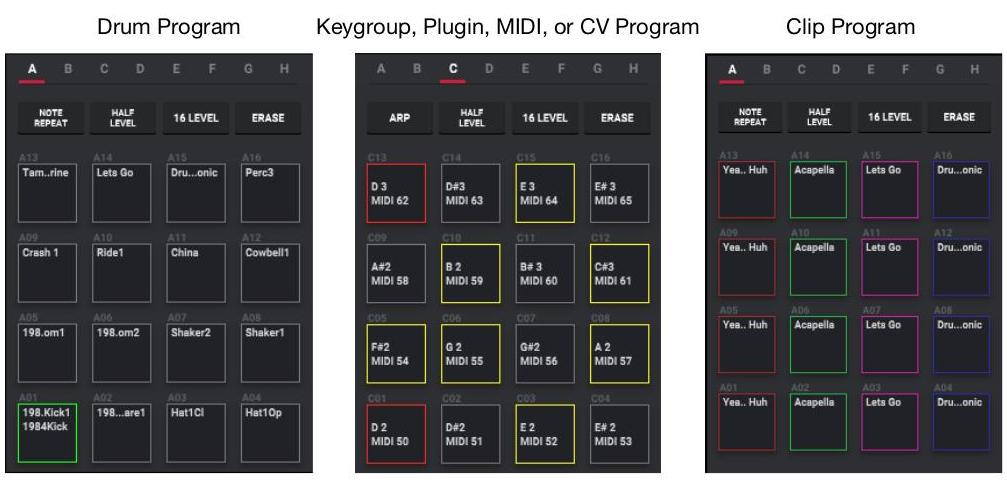 Drum Program
A B C D E F G H
NOTE REPEAT HALF LEVEL 16 LEVEL ERASE
A13 A14 A15 A16
Tam..rine Lets Go Dru...onic Perc3
A09 A10 A11 A12
Crash 1 Ride1 China Cowbell1
A05 A06 A07 A08
198.om1 198.om2 Shaker2 Shaker1
A01 A02 A03 A04
198.Kick1 198...are1 Hat1Cl Hat1Op
1984Kick
Keygroup, Plugin, MIDI, or CV Program
A B C D E F G H
ARP HALF LEVEL 16 LEVEL ERASE
C13 C14 C15 C16
D 3 D#3 E 3 E# 3
MIDI 62 MIDI 63 MIDI 64 MIDI 65
C09 C10 C11 C12
A#2 B 2 B# 3 C#3
MIDI 58 MIDI 59 MIDI 60 MIDI 61
C05 C06 C07 C08
F#2 G 2 G#2 A 2
MIDI 54 MIDI 55 MIDI 56 MIDI 57
C01 C02 C03 C04
D 2 D#2 E 2 E# 2
MIDI 50 MIDI 51 MIDI 52 MIDI 53
Clip Program
A B C D E F G H
NOTE REPEAT HALF LEVEL 16 LEVEL ERASE
A13 A14 A15 A16
Yea.. Huh Acapella Lets Go Dru...onic
A09 A10 A11 A12
Yea.. Huh Acapella Lets Go Dru...onic
A05 A06 A07 A08
Yea.. Huh Acapella Lets Go Dru...onic
A01 A02 A03 A04
Yea.. Huh Acapella Lets Go Dru...onic